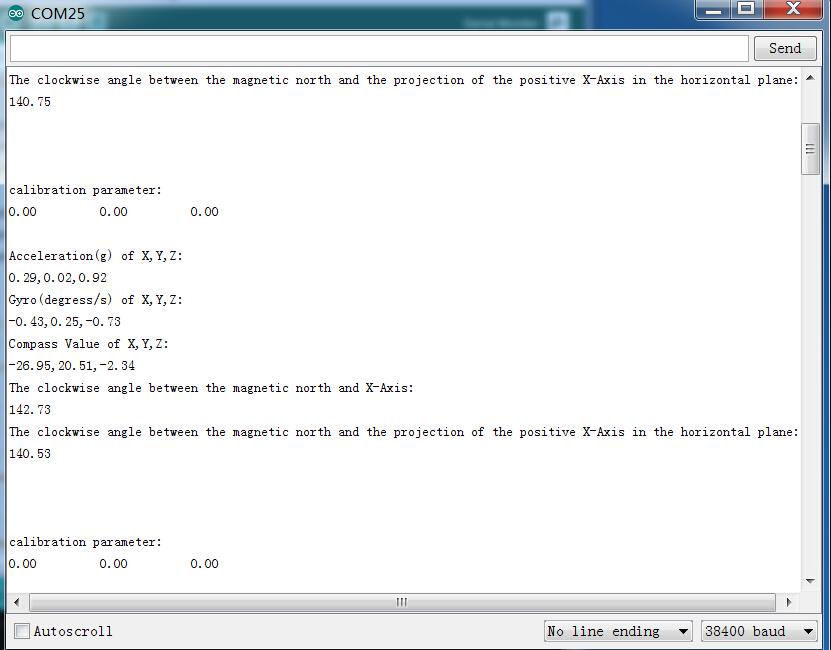 COM25
Send
The clockwise angle between the magnetic north and the projection of the positive X-Axis in the horizontal plane:
140.75
calibration parameter:
0.00 0.00 0.00
Acceleration(g) of X,Y,Z:
0.29,0.02,0.92
Gyro(degress/s) of X,Y,Z:
-0.43,0.25,-0.73
Compass Value of X,Y,Z:
-26.95,20.51,-2.34
The clockwise angle between the magnetic north and X-Axis:
142.73
The clockwise angle between the magnetic north and the projection of the positive X-Axis in the horizontal plane:
140.53
calibration parameter:
0.00 0.00 0.00
Autoscroll
No line ending
38400 baud